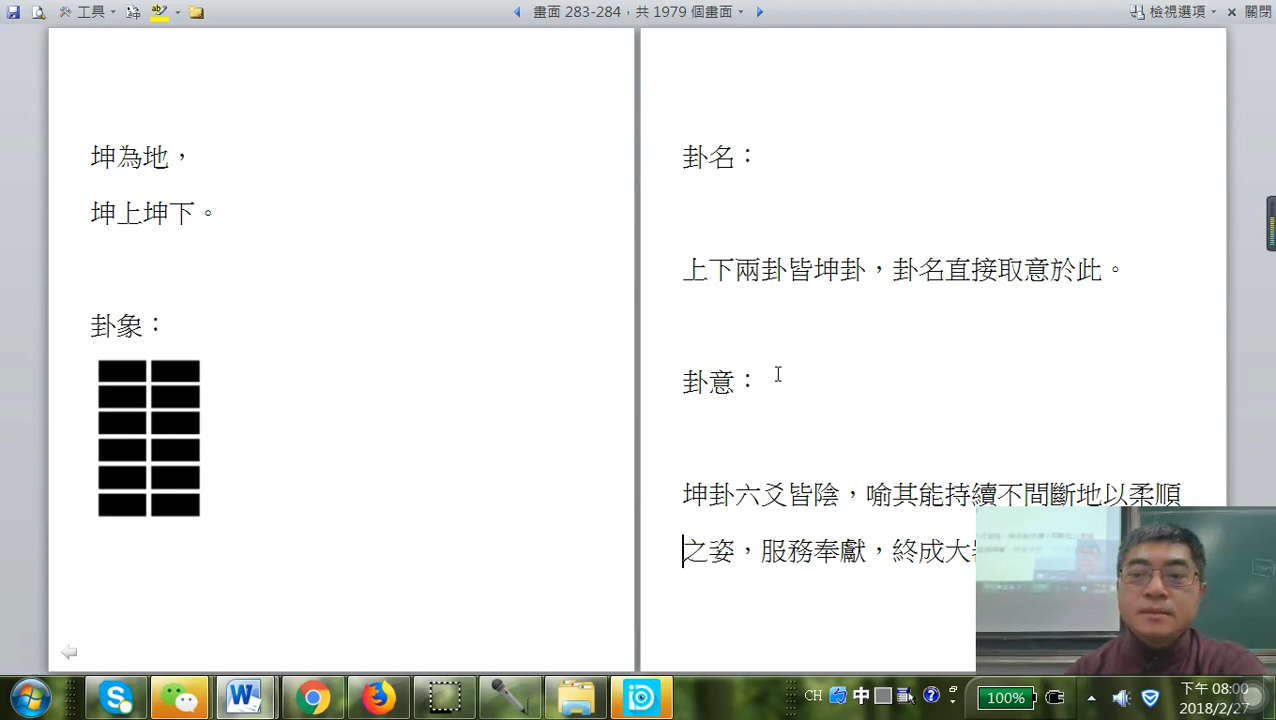 工具
畫面 283-284，共 1979 個畫面
檢視選項
關閉
坤為地，
坤上坤下。
卦象：
卦名：
上下兩卦皆坤卦，卦名直接取意於此。
卦意：
坤卦六爻皆陰，喻其能持續不間斷地以柔順
之姿，服務奉獻，終成大
CH
中
100%
下午 08:00
2018/2/27